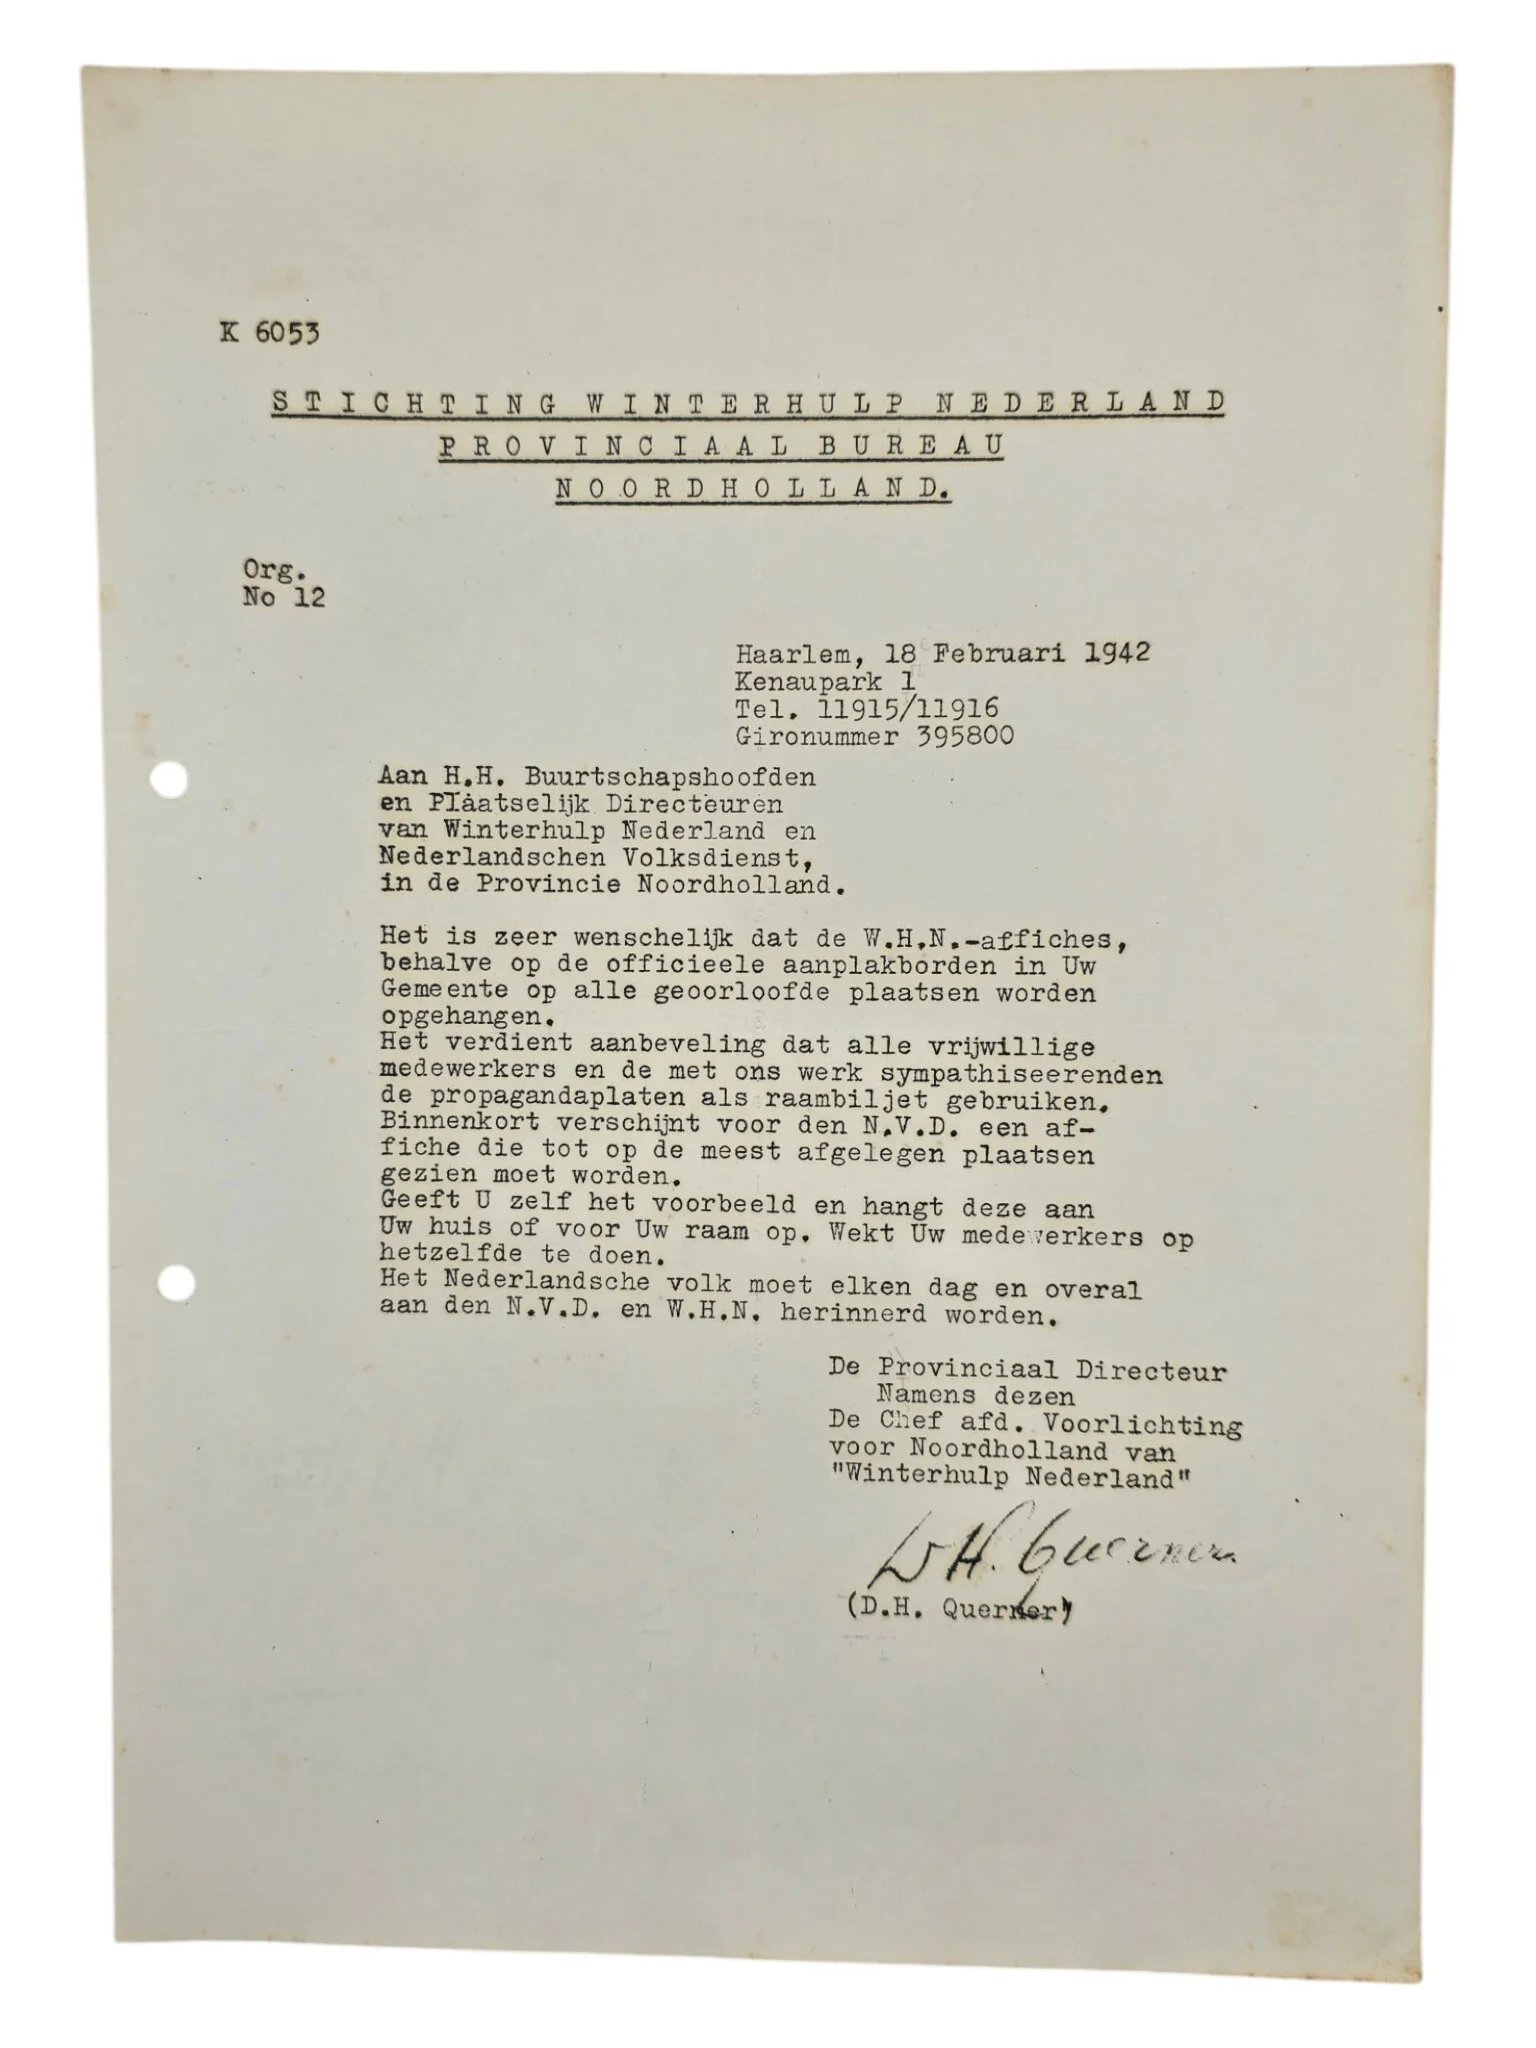 K 6053
STICHTING WINTERHULP NEDERLAND
PROVINCIAAL BUREAU
NOORDHOLLAND.
Org.
No 12
Haarlem, 18 Februari 1942
Kenaupark 1
Tel. 11915/11916
Gironummer 395800
Aan H.H. Buurtschapshoofden
en Plaatselijk Directeuren
van Winterhulp Nederland en
Nederlandschen Volksdienst,
in de Provincie Noordholland.
Het is zeer wenschelijk dat de W.H.N.-affiches,
behalve op de officieele aanplakborden in Uw
Gemeente op alle geoorloofde plaatsen worden
opgehangen.
Het verdient aanbeveling dat alle vrijwillige
medewerkers en de met ons werk sympathiseerenden
de propagandaplaten als raambiljet gebruiken.
Binnenkort verschijnt voor den N.V.D. een af-
fiche die tot op de meest afgelegen plaatsen
gezien moet worden.
Geeft U zelf het voorbeeld en hangt deze aan
Uw huis of voor Uw raam op. Wekt Uw medewerkers op
hetzelfde te doen.
Het Nederlandsche volk moet elken dag en overal
aan den N.V.D. en W.H.N. herinnerd worden.
De Provinciaal Directeur
Namens dezen
De Chef afd. Voorlichting
voor Noordholland van
"Winterhulp Nederland"
D H. Querner
(D.H. Querner)